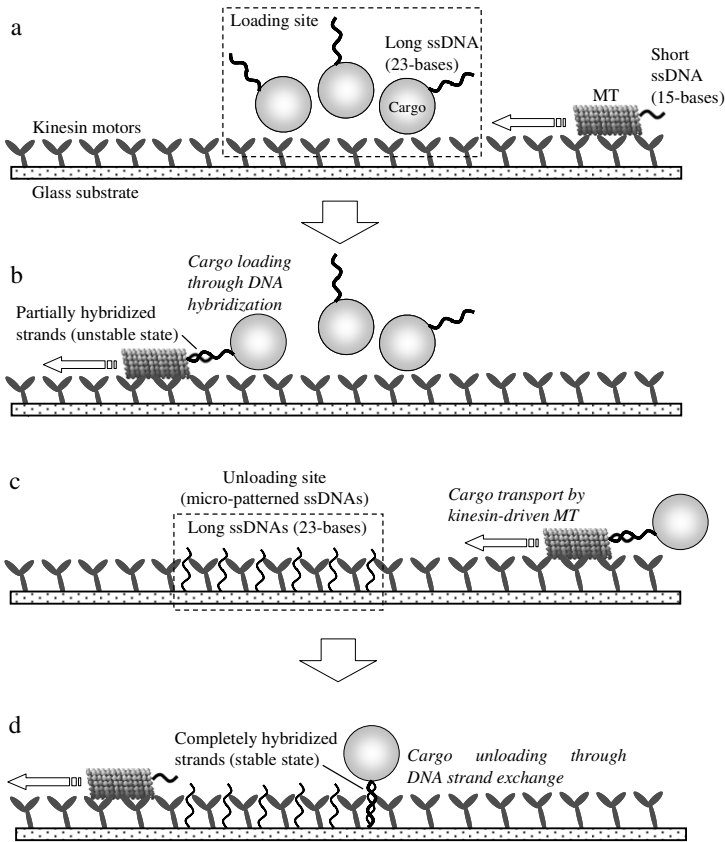 a
Loading site
Long ssDNA
(23-bases)
Cargo
Short
ssDNA
(15-bases)
MT
Kinesin motors
Glass substrate
b
Cargo loading
through DNA
hybridization
Partially hybridized
strands (unstable state)
c
Unloading site
(micro-patterned ssDNAs)
Long ssDNAs (23-bases)
Cargo transport by
kinesin-driven MT
d
Completely hybridized
strands (stable state)
Cargo unloading through
DNA strand exchange